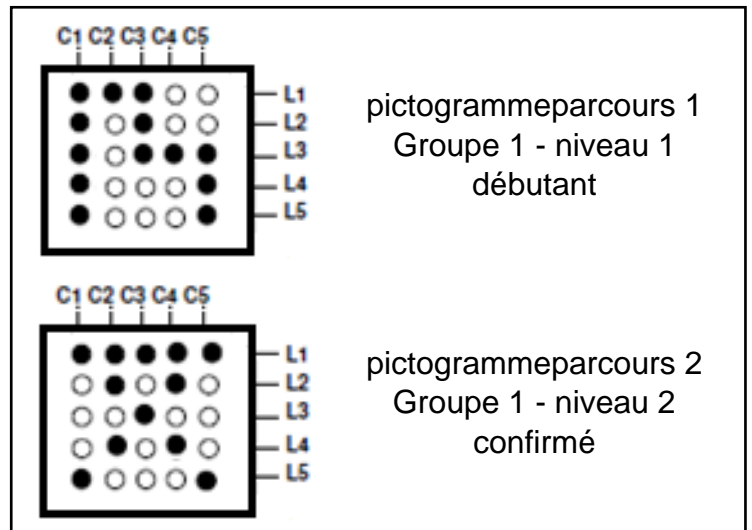 C1 C2 C3 C4 C5
L1
L2
L3
L4
L5
pictogrammeparcours 1
Groupe 1 - niveau 1
débutant
C1 C2 C3 C4 C5
L1
L2
L3
L4
L5
pictogrammeparcours 2
Groupe 1 - niveau 2
confirmé